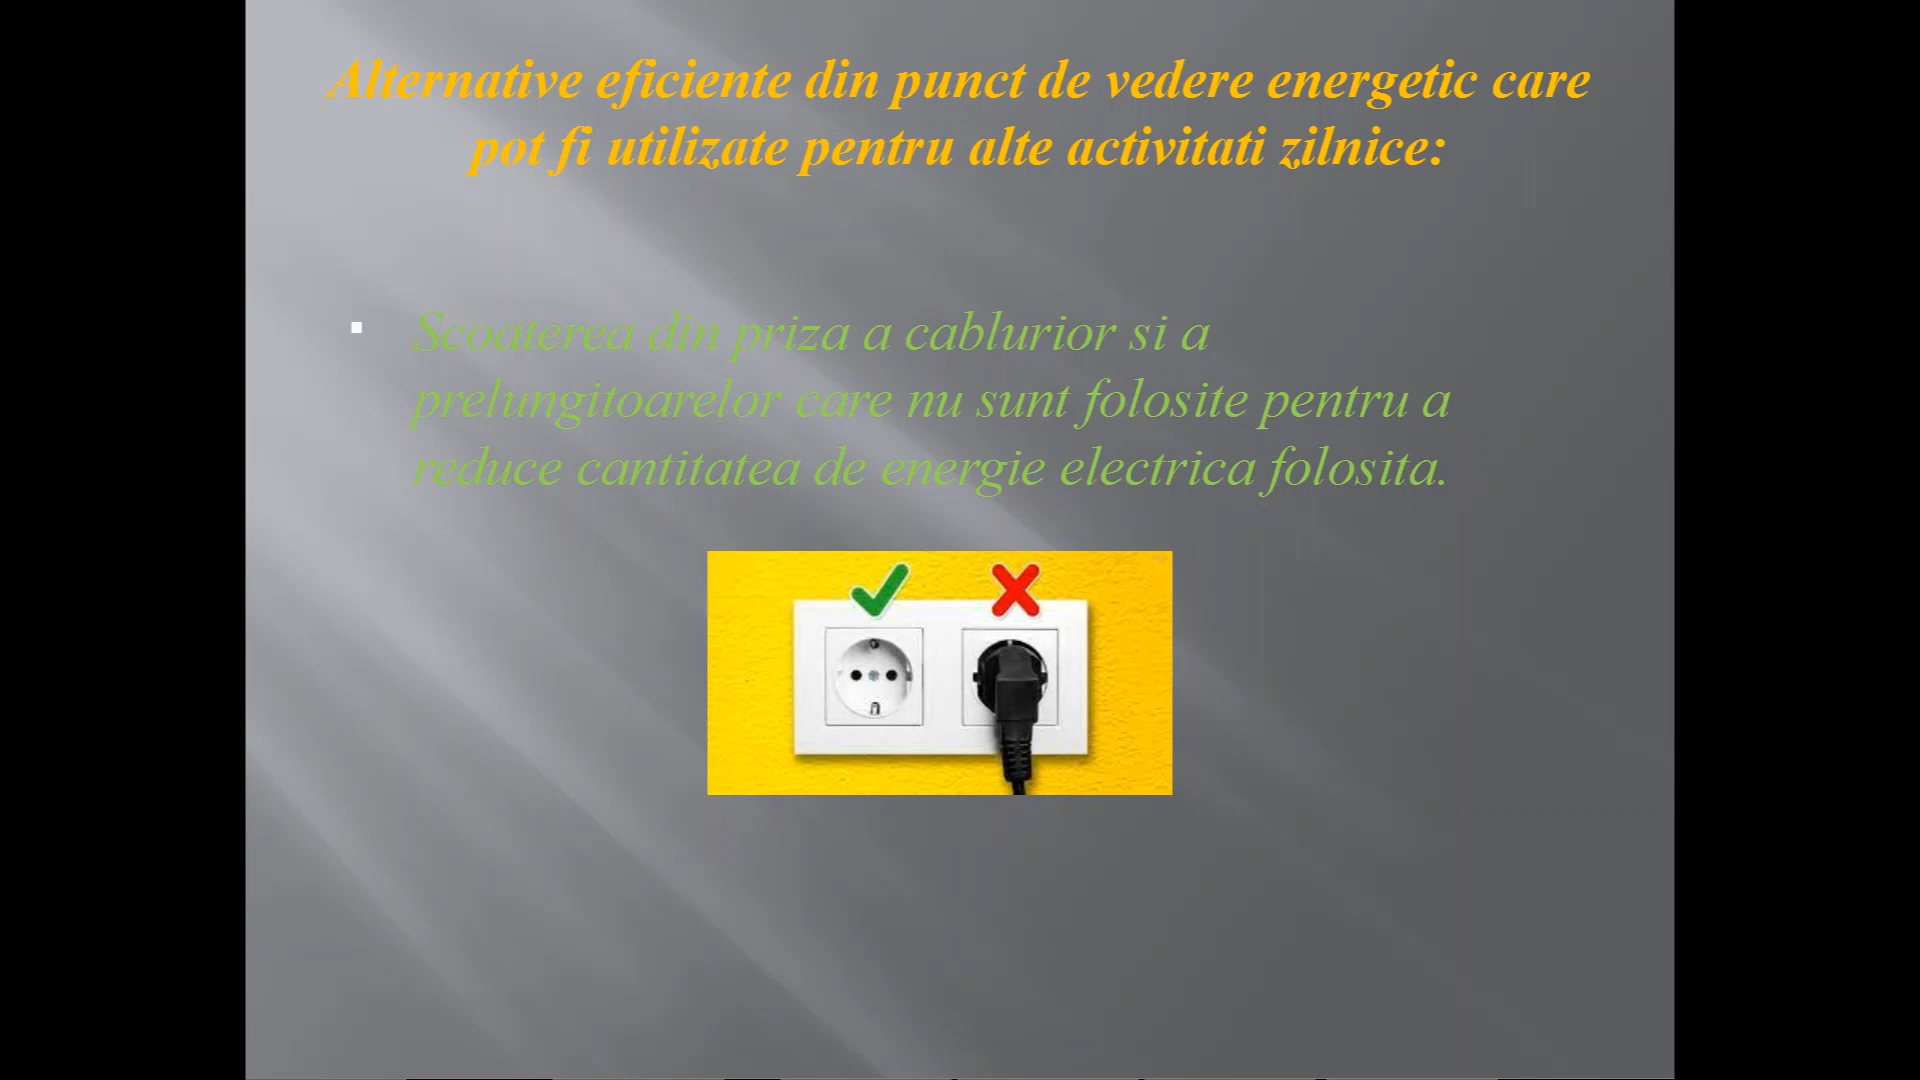 Alternative eficiente din punct de vedere energetic care
pot fi utilizate pentru alte activitati zilnice:
Scoaterea din priza a cablurior si a
prelungitoarelor care nu sunt folosite pentru a
reduce cantitatea de energie electrica folosita.